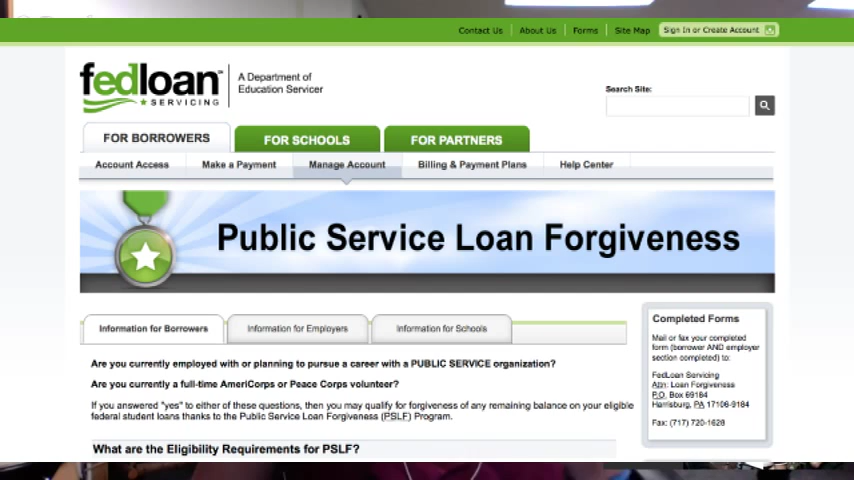 Contact Us About Us Forms Site Map Sign In or Create Account
fedloan SERVICING
A Department of
Education Servicer
Search Site:
FOR BORROWERS FOR SCHOOLS FOR PARTNERS
Account Access Make a Payment Manage Account Billing & Payment Plans Help Center
Public Service Loan Forgiveness
Information for Borrowers Information for Employers Information for Schools
Are you currently employed with or planning to pursue a career with a PUBLIC SERVICE organization?
Are you currently a full-time AmeriCorps or Peace Corps volunteer?
If you answered "yes" to either of these questions, then you may qualify for forgiveness of any remaining balance on your eligible
federal student loans thanks to the Public Service Loan Forgiveness (PSLF) Program.
What are the Eligibility Requirements for PSLF?
Completed Forms
Mail or fax your completed
form (borrower AND employer
section completed) to:
FedLoan Servicing
Attn: Loan Forgiveness
P.O. Box 69184
Harrisburg, PA 17106-9184
Fax: (717) 720-1628